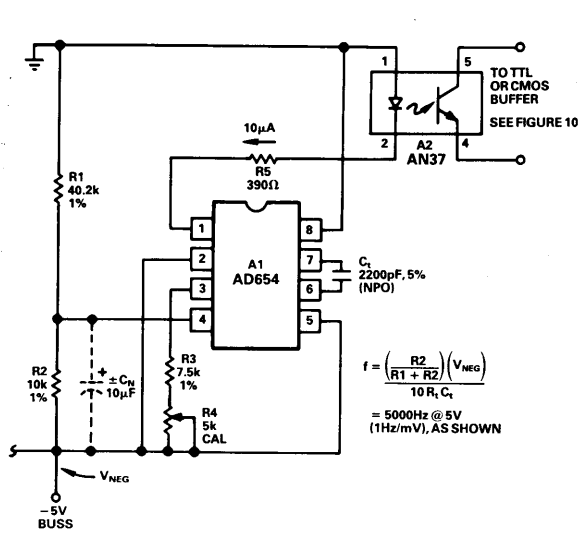 1
5
TO TTL
OR CMOS
BUFFER
SEE FIGURE 10
2
4
A2
AN37
10μA
R5
390Ω
R1
40.2k
1%
1
2
3
4
8
7
6
5
A1
AD654
Ct
2200pF, 5%
(NPO)
R3
7.5k
1%
R2
10k
1%
+
±CN
10μF
R4
5k
CAL
f = (R2 / R1 + R2) (VNEG) / 10 Rt Ct
= 5000Hz @ 5V
(1Hz/mV), AS SHOWN
VNEG
−5V
BUSS